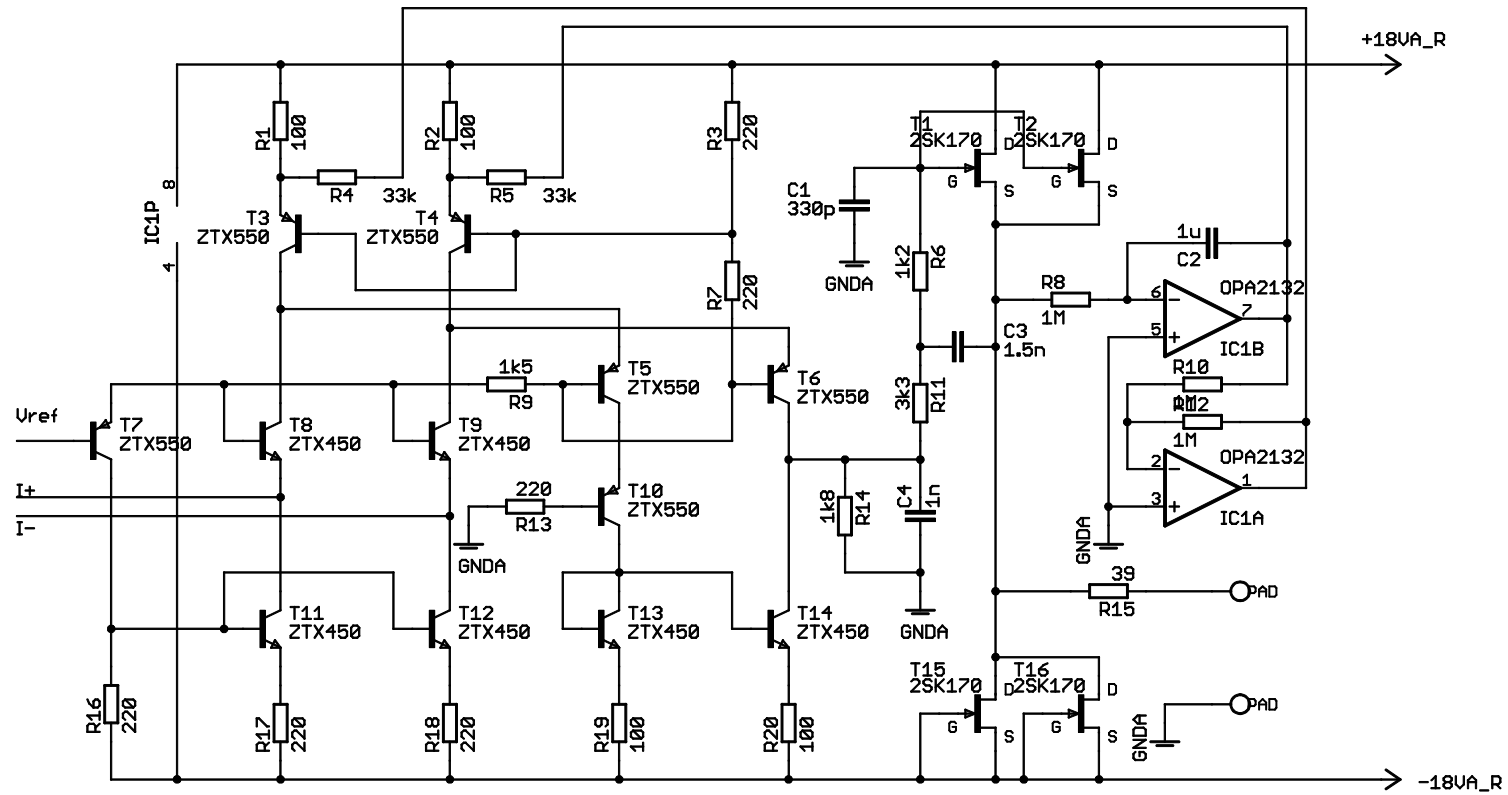 +18VA_R
R1
100
R2
100
R3
220
T1
2SK170
D
G
S
T2
2SK170
D
G
S
IC1P
8
4
R4
33k
R5
33k
C1
330p
GNDA
T3
ZTX550
T4
ZTX550
1k2
R6
1u
C2
R7
220
R8
1M
OPA2132
6
5
7
IC1B
C3
1.5n
1k5
R9
T5
ZTX550
T6
ZTX550
3k3
R11
R10
1M
R12
1M
Vref
T7
ZTX550
T8
ZTX450
T9
ZTX450
OPA2132
2
3
1
IC1A
I+
I-
220
R13
GNDA
T10
ZTX550
1k8
R14
C4
1n
GNDA
GNDA
39
R15
PAD
T11
ZTX450
T12
ZTX450
T13
ZTX450
T14
ZTX450
T15
2SK170
D
G
S
T16
2SK170
D
G
S
R16
220
R17
220
R18
220
R19
100
R20
100
GNDA
PAD
-18VA_R